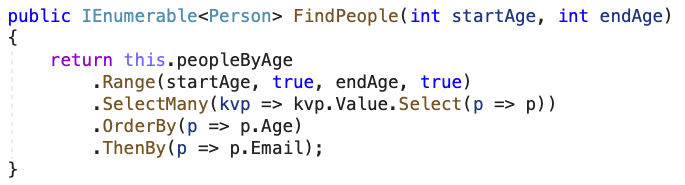 public IEnumerable<Person> FindPeople(int startAge, int endAge)
{
    return this.peopleByAge
        .Range(startAge, true, endAge, true)
        .SelectMany(kvp => kvp.Value.Select(p => p))
        .OrderBy(p => p.Age)
        .ThenBy(p => p.Email);
}